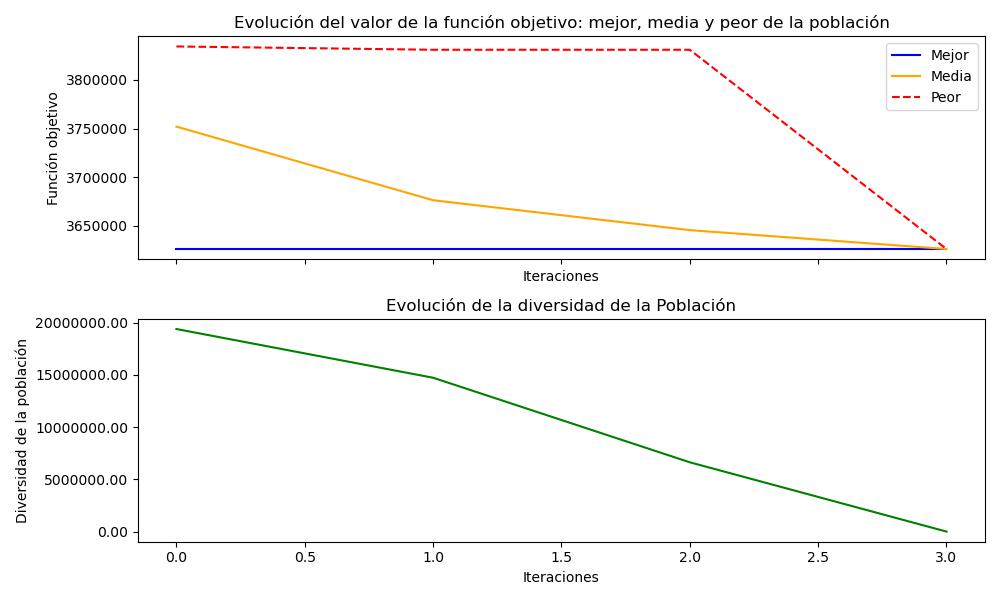 Evolución del valor de la función objetivo: mejor, media y peor de la población
Función objetivo
3800000
3750000
3700000
3650000
Mejor
Media
Peor
Iteraciones
Evolución de la diversidad de la Población
Diversidad de la población
20000000.00
15000000.00
10000000.00
5000000.00
0.00
0.0 0.5 1.0 1.5 2.0 2.5 3.0
Iteraciones